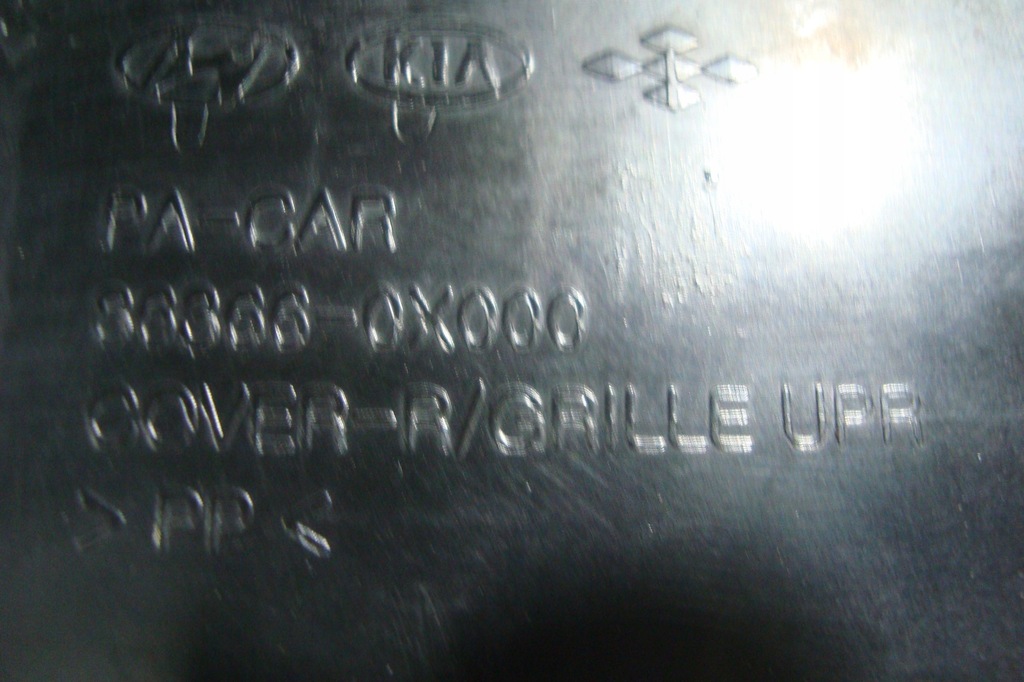 KIA
PA-CAR
86366-0X000
COVER-R/GRILLE UPR
>PP<